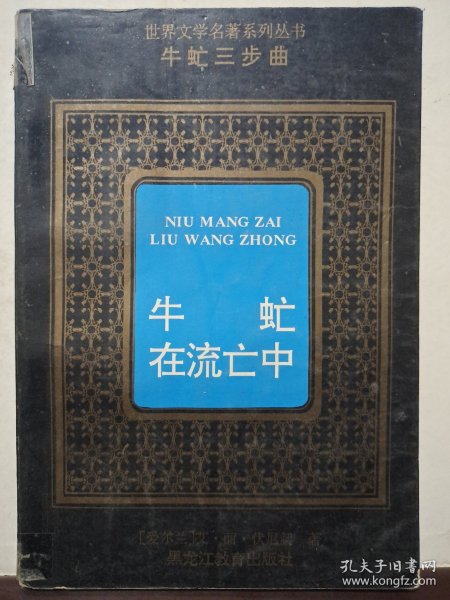 世界文学名著系列丛书
牛虻三步曲
NIU MANG ZAI
LIU WANG ZHONG
牛虻
在流亡中
[爱尔兰]艾·丽·伏尼契 著
黑龙江教育出版社
孔夫子旧书网
www.kongfz.com